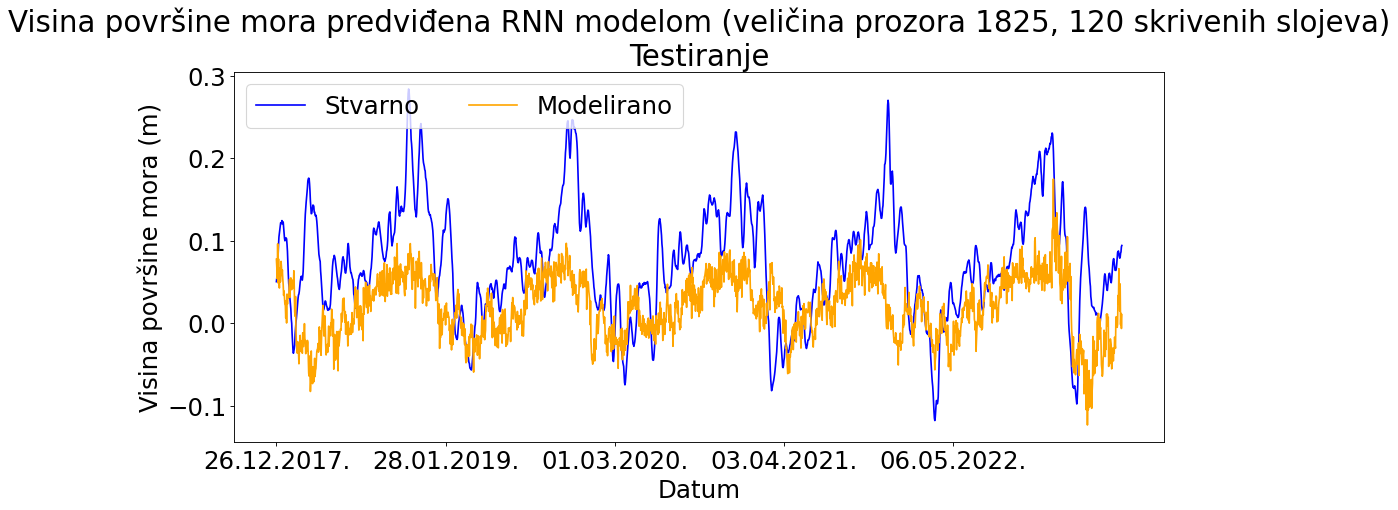 Visina površine mora predviđena RNN modelom (veličina prozora 1825, 120 skrivenih slojeva)
Testiranje
Stvarno Modelirano
Visina površine mora (m)
0.3
0.2
0.1
0.0
−0.1
26.12.2017. 28.01.2019. 01.03.2020. 03.04.2021. 06.05.2022.
Datum